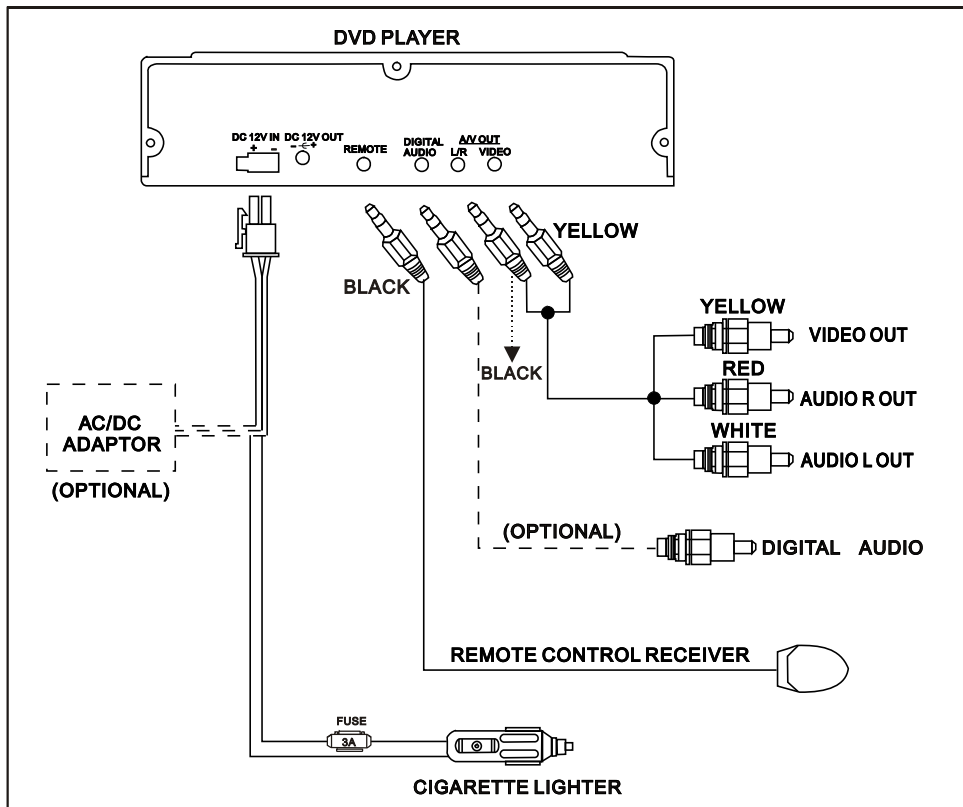 DVD PLAYER
DC 12V IN
DC 12V OUT
+ -
- +
REMOTE
DIGITAL
AUDIO
A/V OUT
L/R
VIDEO
YELLOW
BLACK
BLACK
YELLOW
VIDEO OUT
RED
AUDIO R OUT
WHITE
AUDIO L OUT
AC/DC
ADAPTOR
(OPTIONAL)
(OPTIONAL)
DIGITAL AUDIO
REMOTE CONTROL RECEIVER
FUSE
3A
CIGARETTE LIGHTER